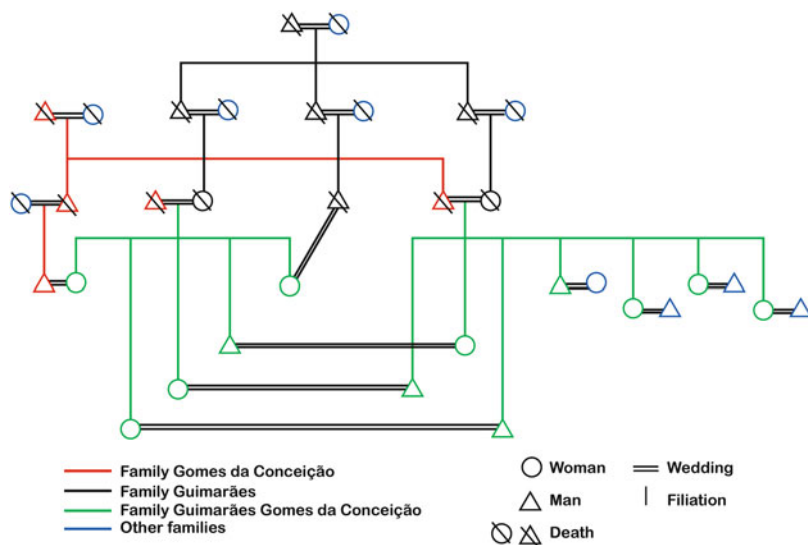 Family Gomes da Conceição
Family Guimarães
Family Guimarães Gomes da Conceição
Other families
Woman
Wedding
Man
Filiation
Death